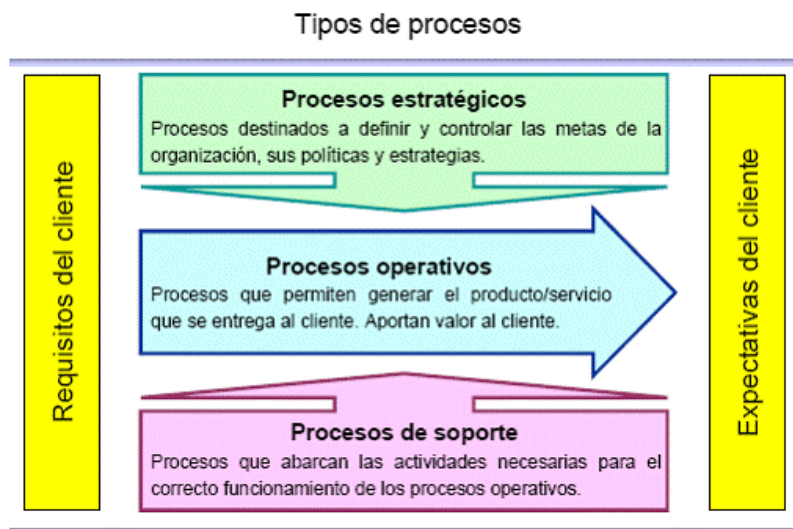 Tipos de procesos
Requisitos del cliente
Procesos estratégicos
Procesos destinados a definir y controlar las metas de la
organización, sus políticas y estrategias.
Procesos operativos
Procesos que permiten generar el producto/servicio
que se entrega al cliente. Aportan valor al cliente.
Procesos de soporte
Procesos que abarcan las actividades necesarias para el
correcto funcionamiento de los procesos operativos.
Expectativas del cliente